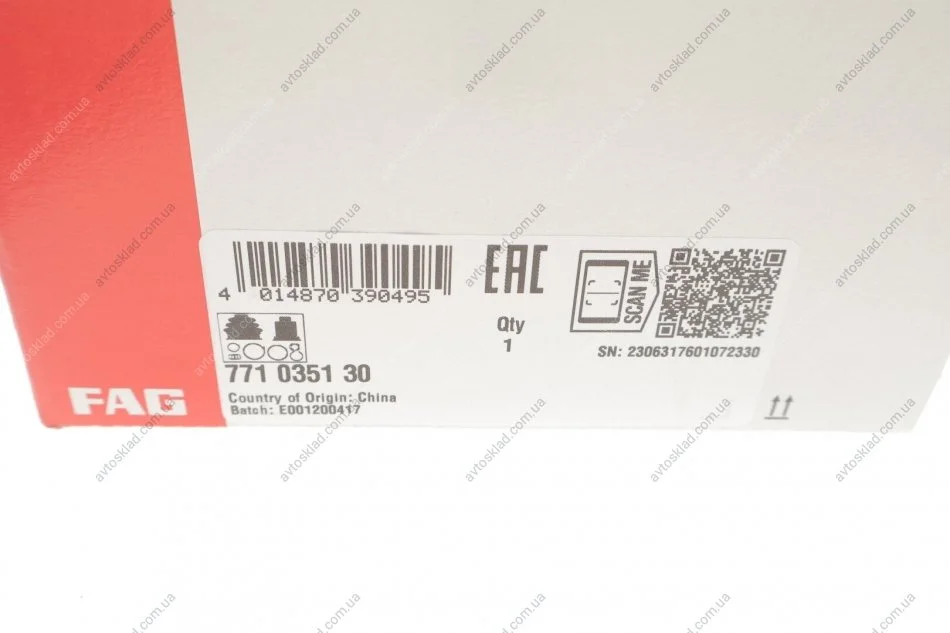 FAG
4 014870 390495
EAC
SCAN ME
Qty
1
SN: 2306317601072330
771 0351 30
Country of Origin: China
Batch: E001200417
avtosklad.com.ua